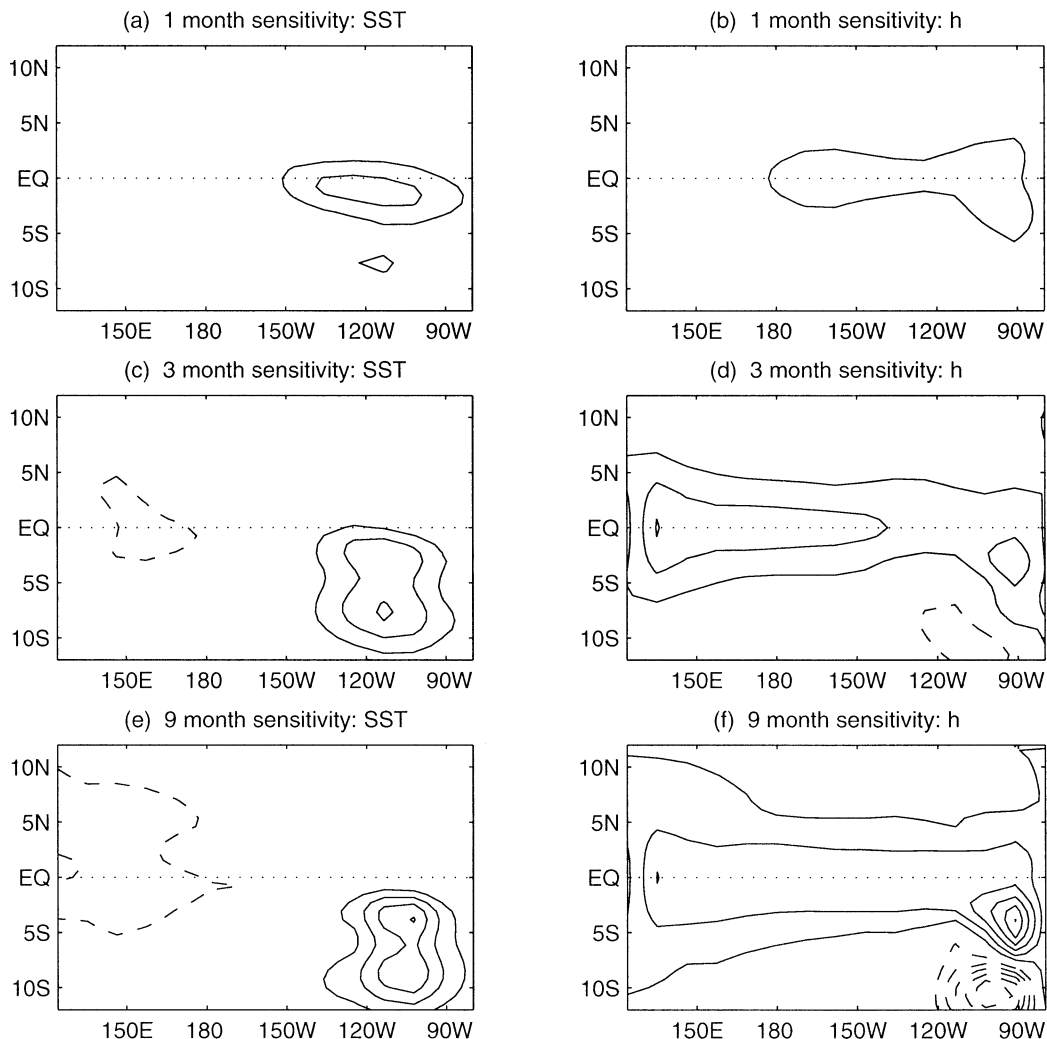 (a) 1 month sensitivity: SST
10N
5N
EQ
5S
10S
150E 180 150W 120W 90W
(b) 1 month sensitivity: h
10N
5N
EQ
5S
10S
150E 180 150W 120W 90W
(c) 3 month sensitivity: SST
10N
5N
EQ
5S
10S
150E 180 150W 120W 90W
(d) 3 month sensitivity: h
10N
5N
EQ
5S
10S
150E 180 150W 120W 90W
(e) 9 month sensitivity: SST
10N
5N
EQ
5S
10S
150E 180 150W 120W 90W
(f) 9 month sensitivity: h
10N
5N
EQ
5S
10S
150E 180 150W 120W 90W